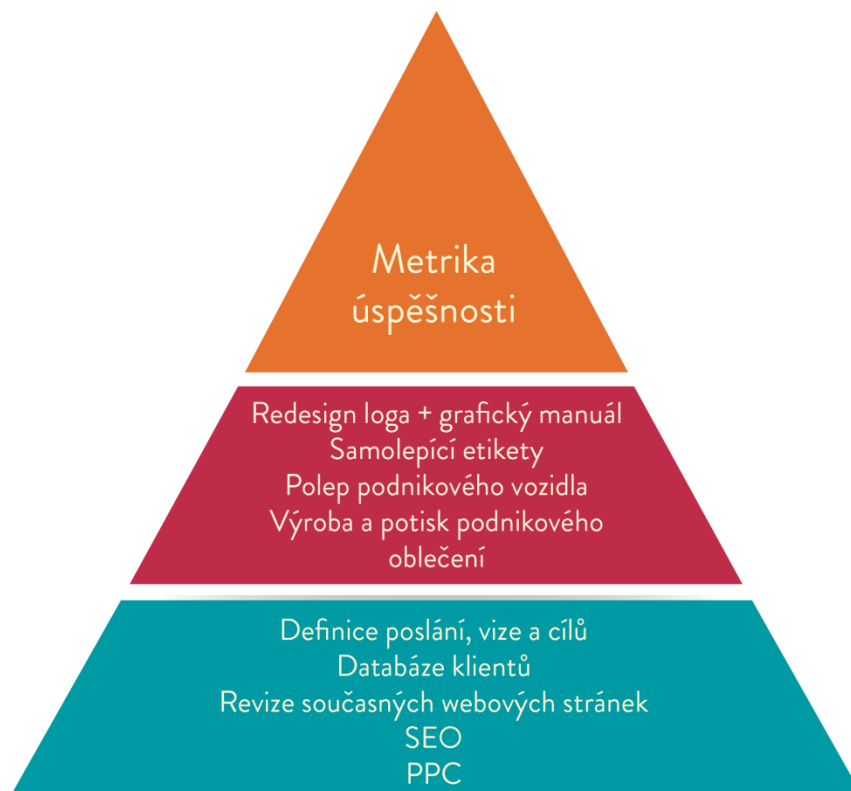 Metrika
úspěšnosti
Redesign loga + grafický manuál
Samolepící etikety
Polep podnikového vozidla
Výroba a potisk podnikového
oblečení
Definice poslání, vize a cílů
Databáze klientů
Revize současných webových stránek
SEO
PPC